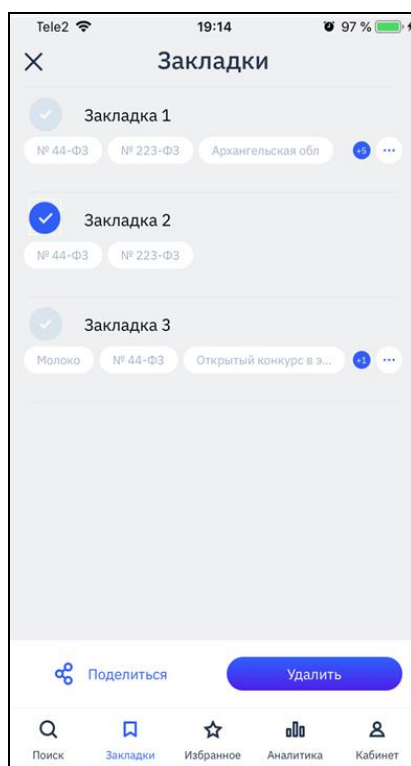 Tele2 19:14 97 %
Закладки
Закладка 1
№ 44-ФЗ № 223-ФЗ Архангельская обл +5 ...
Закладка 2
№ 44-ФЗ № 223-ФЗ
Закладка 3
Молоко № 44-ФЗ Открытый конкурс в э... +1 ...
Поделиться Удалить
Поиск Закладки Избранное Аналитика Кабинет